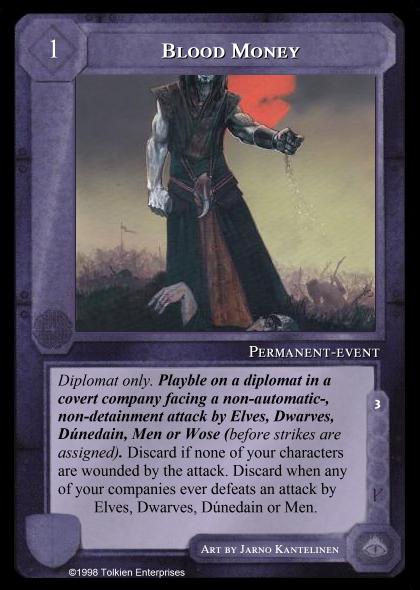 1
BLOOD MONEY
PERMANENT-EVENT
Diplomat only. Playble on a diplomat in a
covert company facing a non-automatic-,
non-detainment attack by Elves, Dwarves,
Dúnedain, Men or Wose (before strikes are
assigned). Discard if none of your characters
are wounded by the attack. Discard when any
of your companies ever defeats an attack by
Elves, Dwarves, Dúnedain or Men.
3
ART BY JARNO KANTELINEN
©1998 Tolkien Enterprises